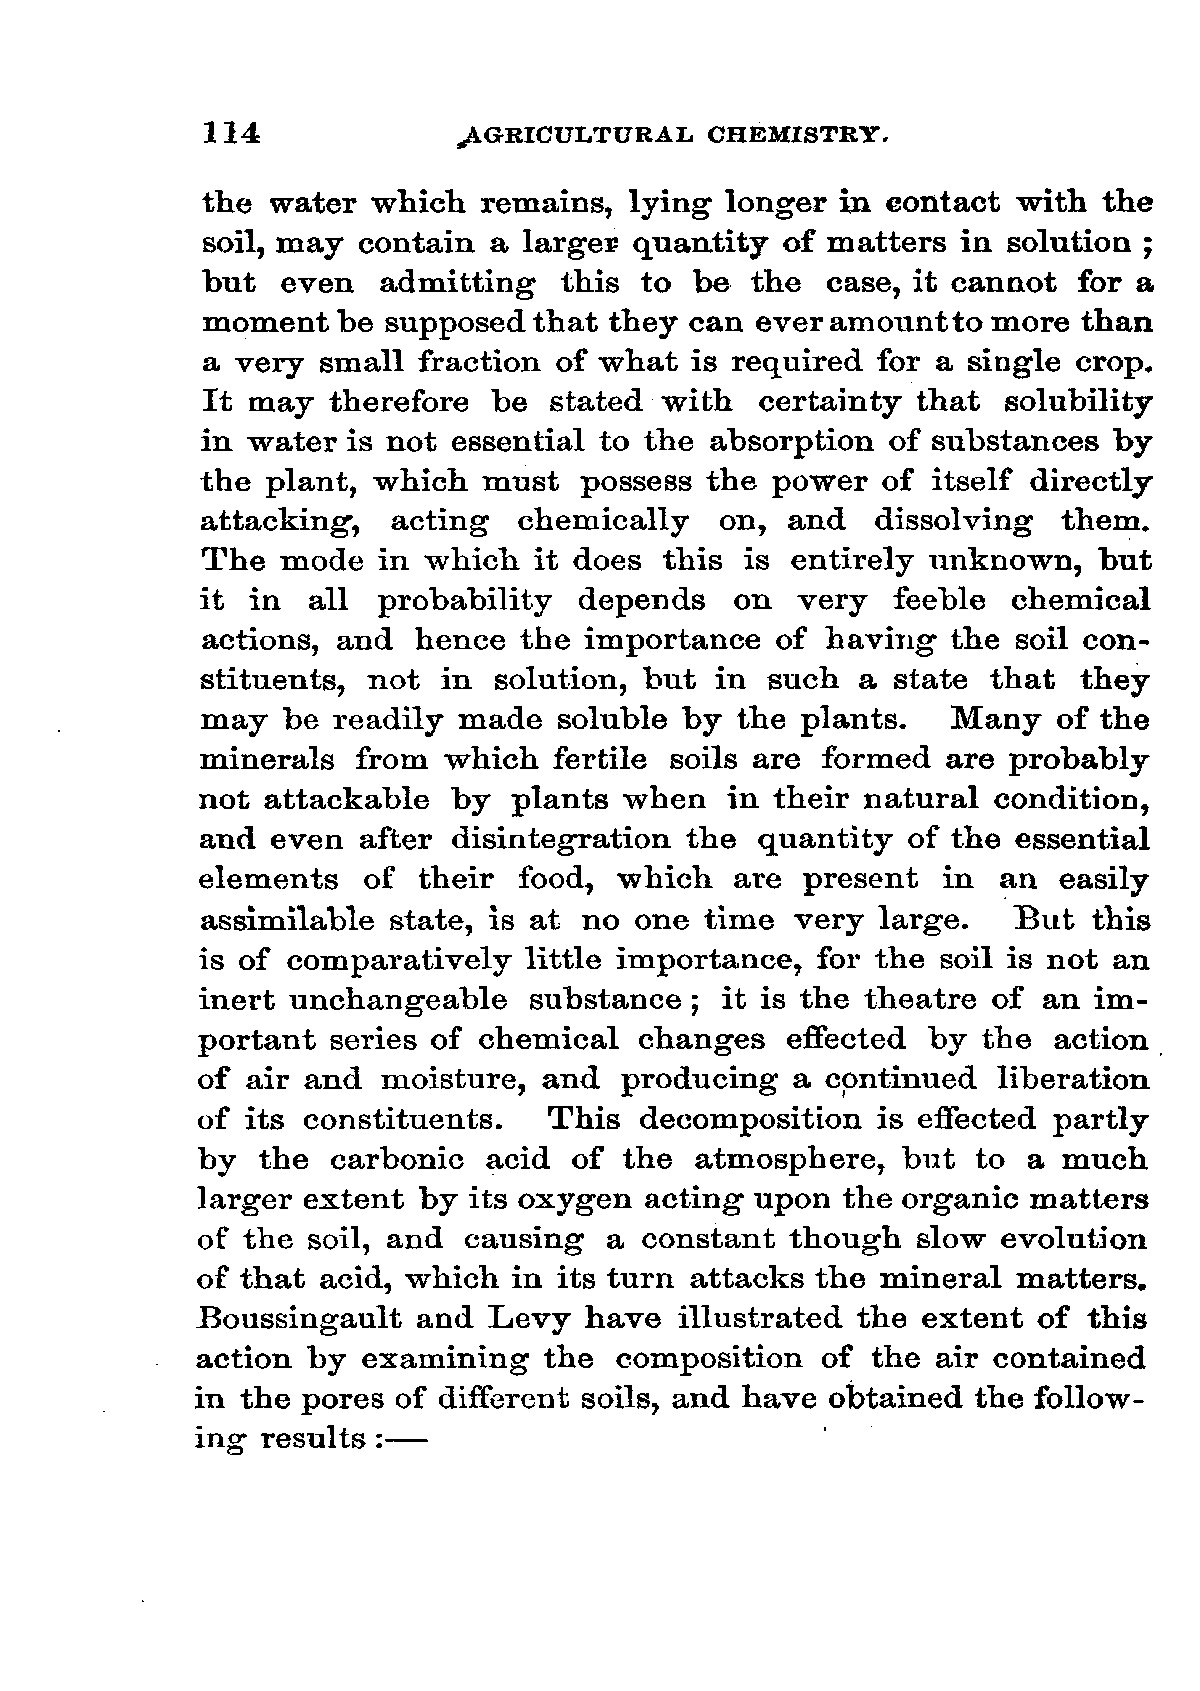 114 AGRICULTURAL CHEMISTRY.
the water which remains, lying longer in contact with the
soil, may contain a larger quantity of matters in solution ;
but even admitting this to be the case, it cannot for a
moment be supposed that they can ever amount to more than
a very small fraction of what is required for a single crop.
It may therefore be stated with certainty that solubility
in water is not essential to the absorption of substances by
the plant, which must possess the power of itself directly
attacking, acting chemically on, and dissolving them.
The mode in which it does this is entirely unknown, but
it in all probability depends on very feeble chemical
actions, and hence the importance of having the soil con-
stituents, not in solution, but in such a state that they
may be readily made soluble by the plants. Many of the
minerals from which fertile soils are formed are probably
not attackable by plants when in their natural condition,
and even after disintegration the quantity of the essential
elements of their food, which are present in an easily
assimilable state, is at no one time very large. But this
is of comparatively little importance, for the soil is not an
inert unchangeable substance ; it is the theatre of an im-
portant series of chemical changes effected by the action
of air and moisture, and producing a continued liberation
of its constituents. This decomposition is effected partly
by the carbonic acid of the atmosphere, but to a much
larger extent by its oxygen acting upon the organic matters
of the soil, and causing a constant though slow evolution
of that acid, which in its turn attacks the mineral matters.
Boussingault and Levy have illustrated the extent of this
action by examining the composition of the air contained
in the pores of different soils, and have obtained the follow-
ing results :—